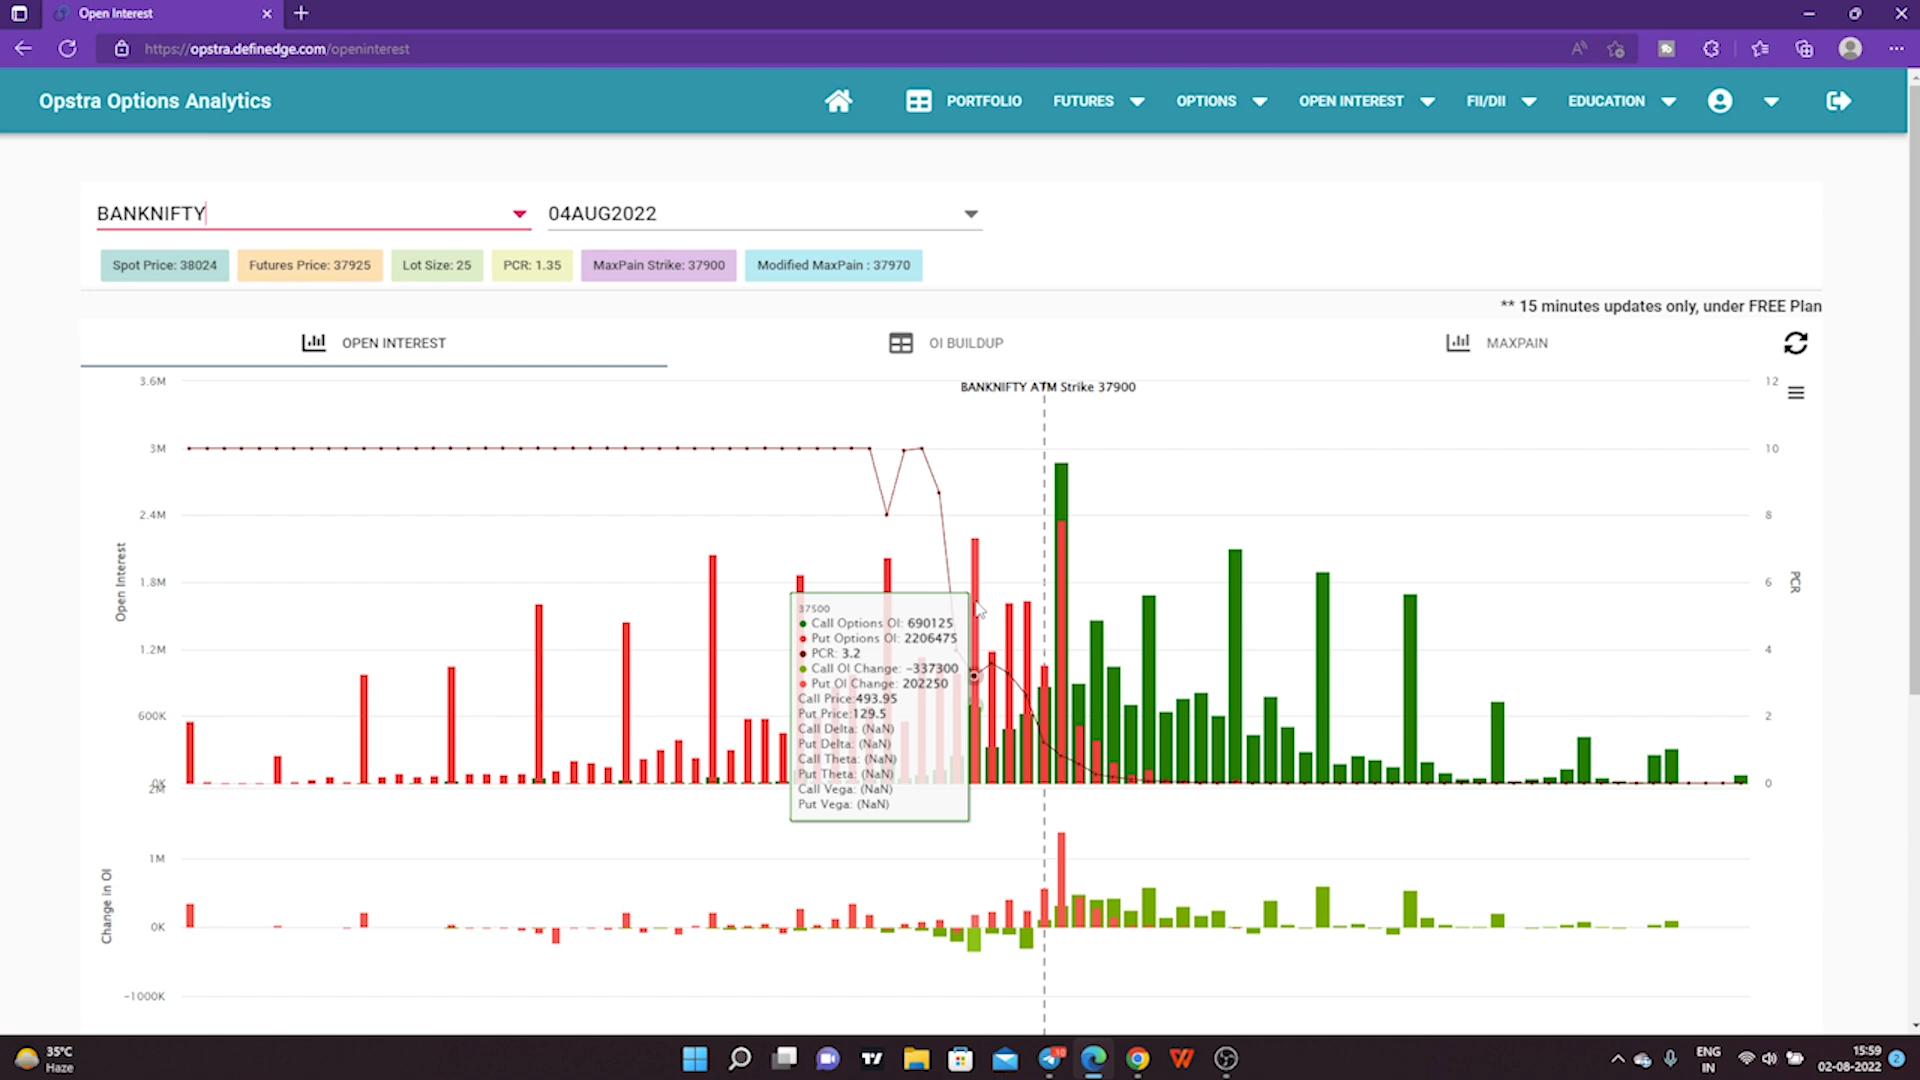 Open Interest
https://opstra.definedge.com/openinterest
Opstra Options Analytics
PORTFOLIO
FUTURES
OPTIONS
OPEN INTEREST
FII/DII
EDUCATION
BANKNIFTY
04AUG2022
Spot Price: 38024
Futures Price: 37925
Lot Size: 25
PCR: 1.35
MaxPain Strike: 37900
Modified MaxPain : 37970
** 15 minutes updates only, under FREE Plan
OPEN INTEREST
OI BUILDUP
MAXPAIN
BANKNIFTY ATM Strike 37900
3.6M
3M
2.4M
1.8M
1.2M
600K
0K
Open Interest
12
10
8
6
4
2
0
PCR
37500
Call Options OI: 690125
Put Options OI: 2206475
PCR: 3.2
Call OI Change: -337300
Put OI Change: 202250
Call Price:493.95
Put Price:129.5
Call Delta: (NaN)
Put Delta: (NaN)
Call Theta: (NaN)
Put Theta: (NaN)
Call Vega: (NaN)
Put Vega: (NaN)
2M
1M
0K
-1000K
Change in OI
35°C
Haze
10
ENG
IN
15:59
02-08-2022
2